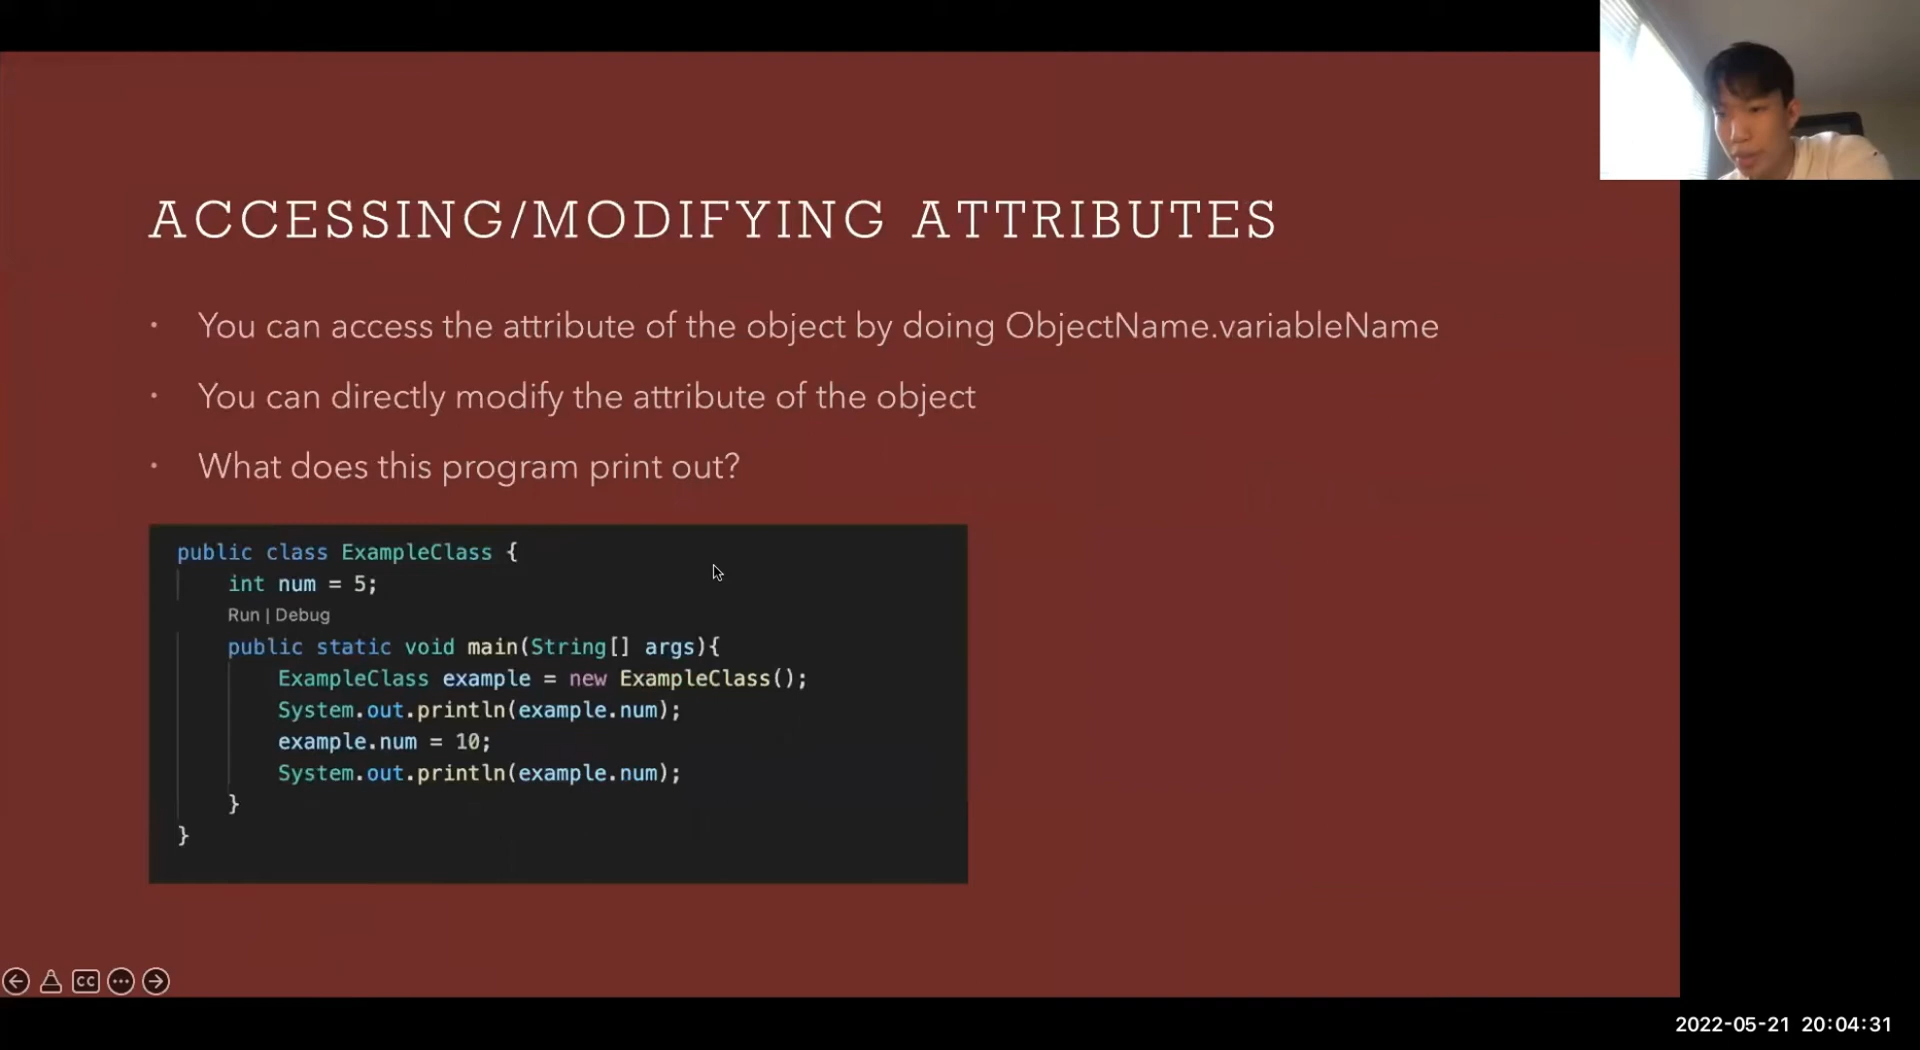 ACCESSING/MODIFYING ATTRIBUTES
• You can access the attribute of the object by doing ObjectName.variableName
• You can directly modify the attribute of the object
• What does this program print out?
public class ExampleClass {
int num = 5;
Run | Debug
public static void main(String[] args){
ExampleClass example = new ExampleClass();
System.out.println(example.num);
example.num = 10;
System.out.println(example.num);
}
}
CC
2022-05-21 20:04:31